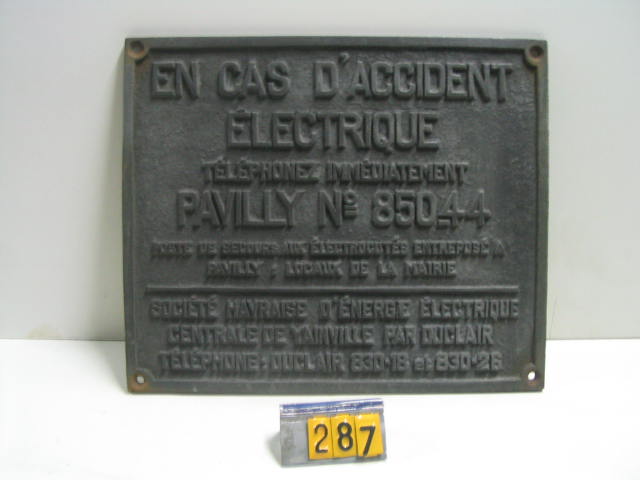 EN CAS D'ACCIDENT
ÉLECTRIQUE
TÉLÉPHONEZ IMMÉDIATEMENT
PAVILLY Nº 850.44
POSTE DE SECOURS AUX ÉLECTROCUTÉS ENTREPOSÉ A
PAVILLY : LOCAUX DE LA MAIRIE
SOCIÉTÉ HAVRAISE D'ÉNERGIE ÉLECTRIQUE
CENTRALE DE YAINVILLE PAR DUCLAIR
TÉLÉPHONE : DUCLAIR 830-18 et 830-26
287